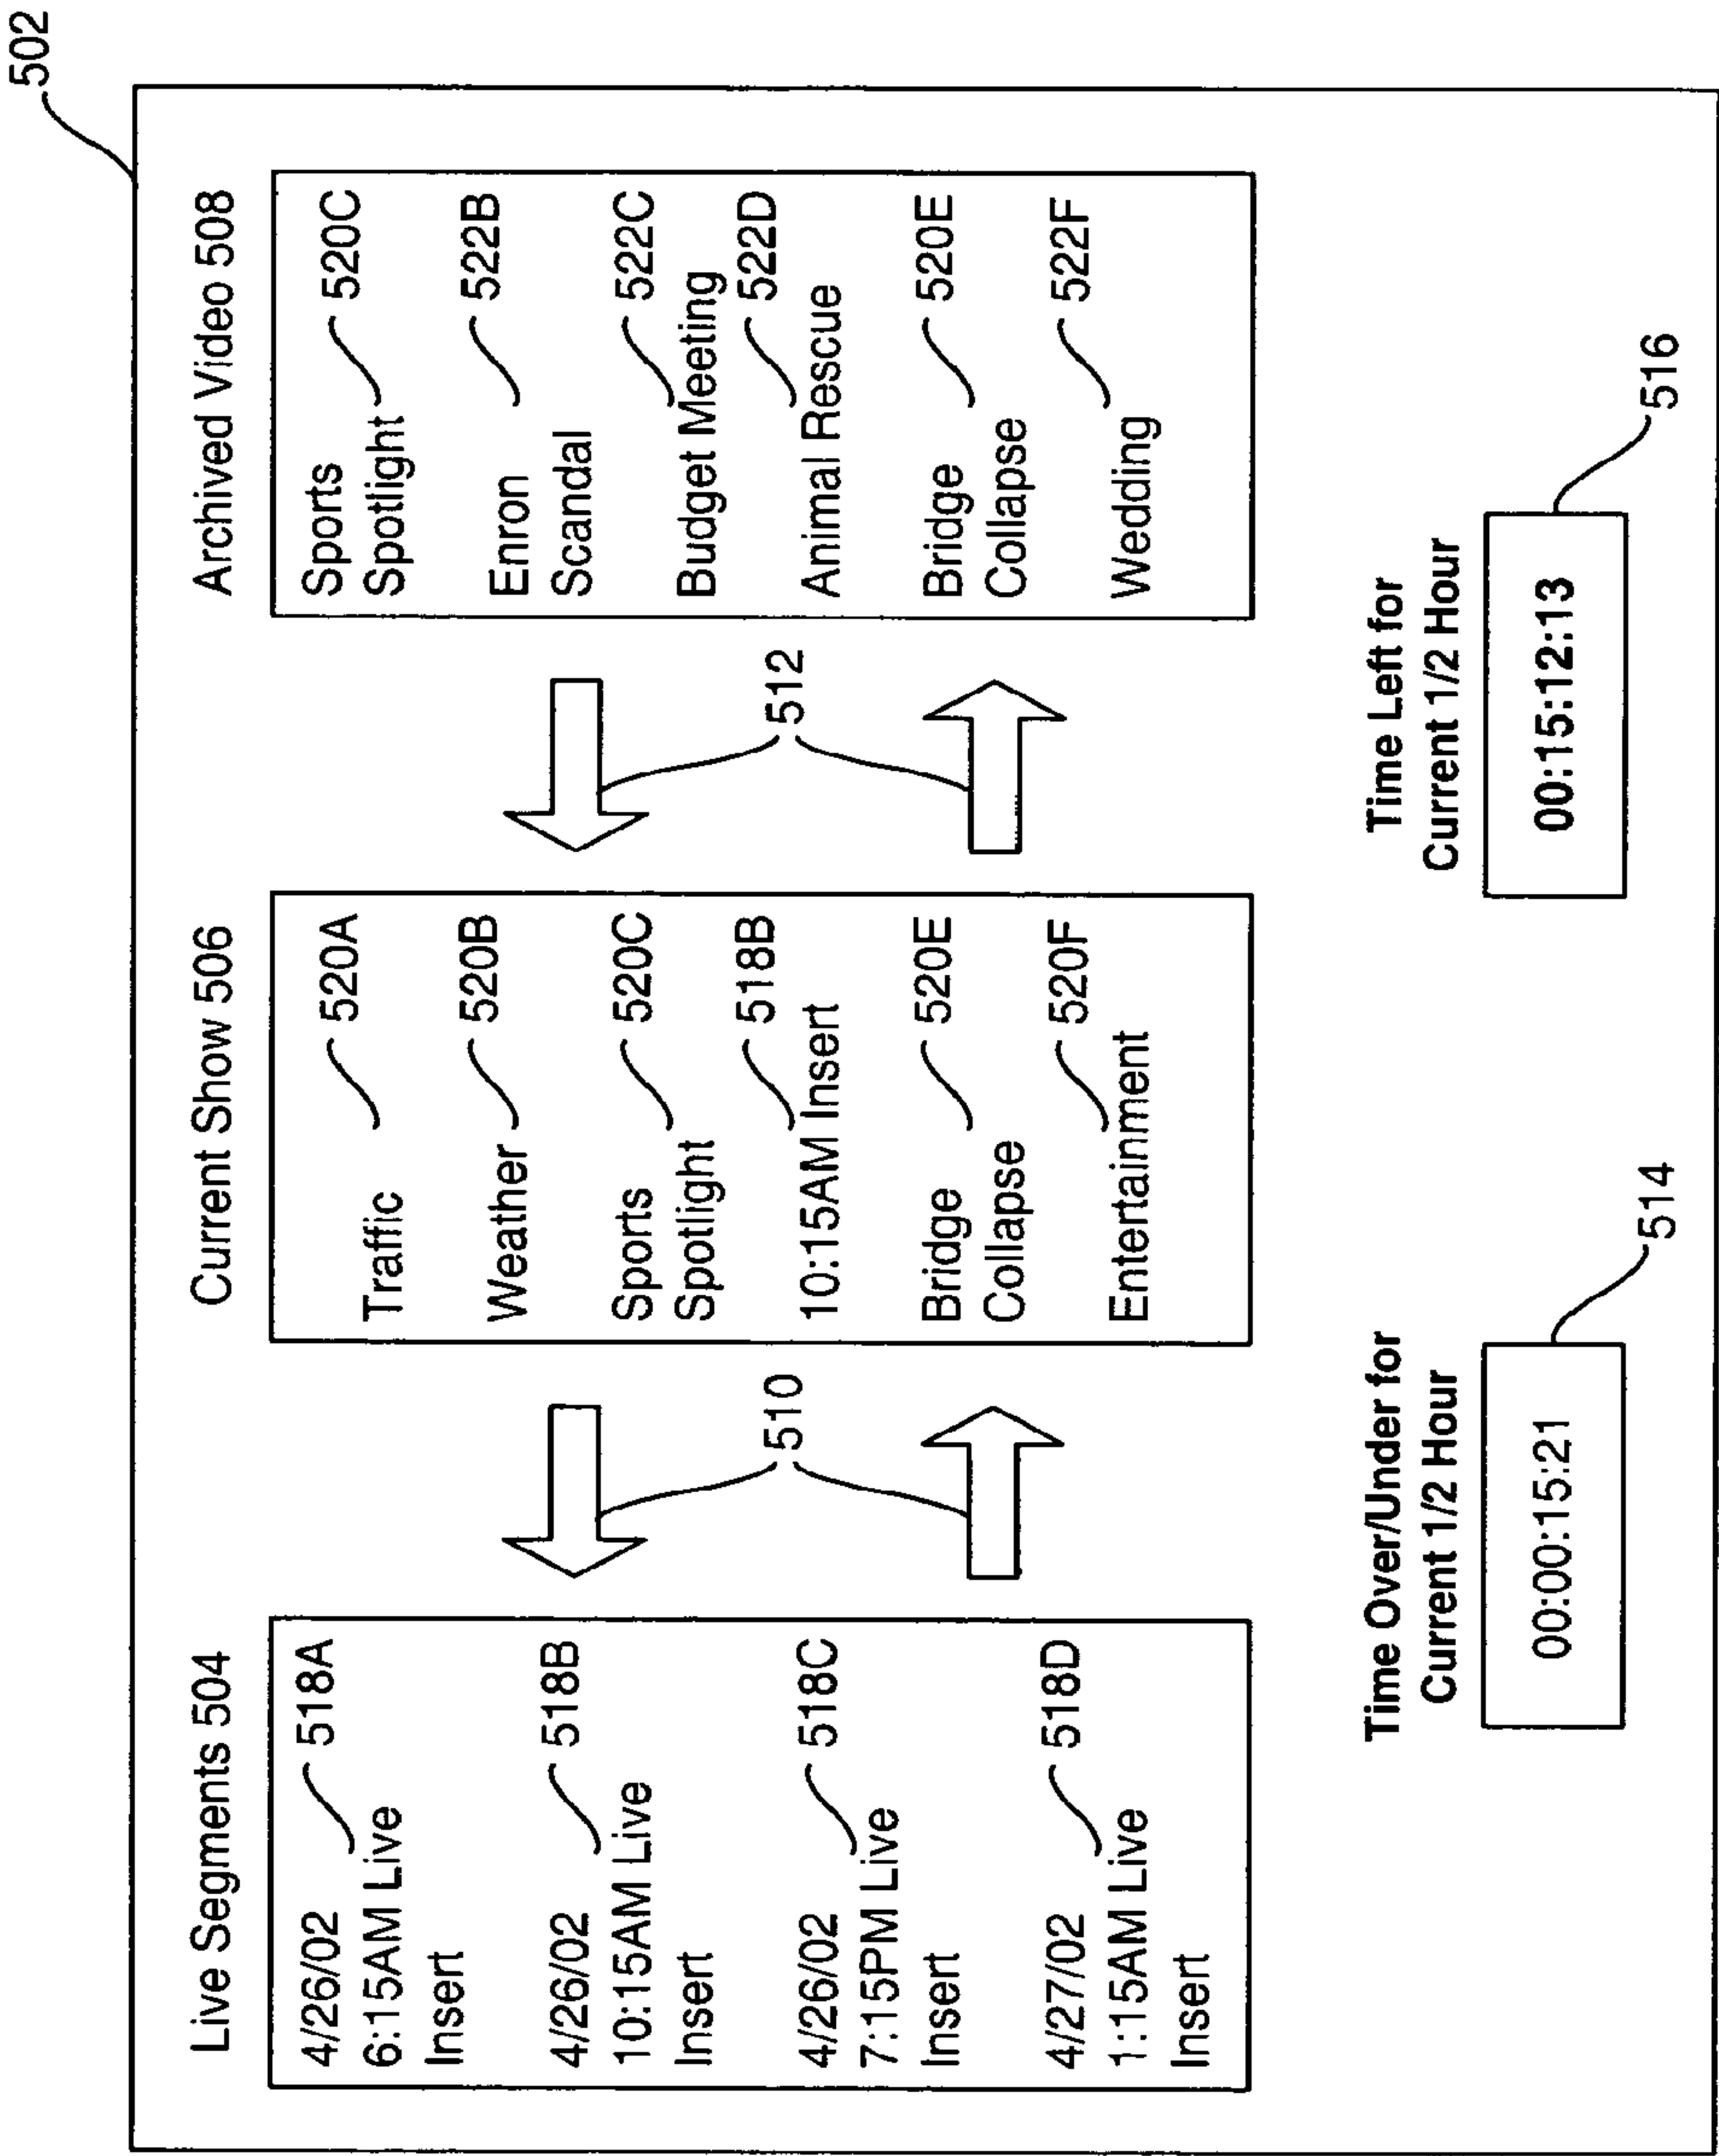 502
Live Segments 504
4/26/02
518A
6:15AM Live
Insert
4/26/02
518B
10:15AM Live
Insert
4/26/02
518C
7:15PM Live
Insert
4/27/02
518D
1:15AM Live
Insert
510
Current Show 506
Traffic
520A
Weather
520B
Sports
Spotlight
520C
10:15AM Insert
518B
Bridge
Collapse
520E
Entertainment
520F
512
Archived Video 508
Sports
Spotlight
520C
Enron
Scandal
522B
Budget Meeting
522C
Animal Rescue
522D
Bridge
Collapse
520E
Wedding
522F
Time Over/Under for
Current 1/2 Hour
00:00:15:21
514
Time Left for
Current 1/2 Hour
00:15:12:13
516